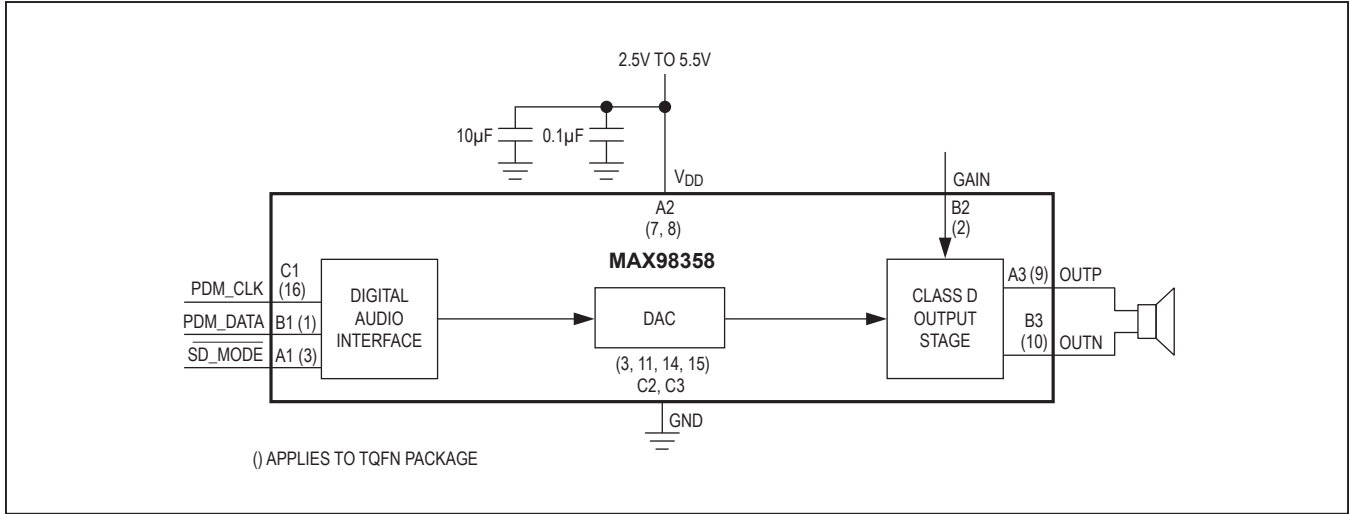 2.5V TO 5.5V
10µF
0.1µF
VDD
GAIN
A2
(7, 8)
B2
(2)
MAX98358
PDM_CLK
C1
(16)
PDM_DATA
B1 (1)
SD_MODE
A1 (3)
DIGITAL
AUDIO
INTERFACE
DAC
(3, 11, 14, 15)
C2, C3
CLASS D
OUTPUT
STAGE
A3 (9)
OUTP
B3
(10)
OUTN
GND
() APPLIES TO TQFN PACKAGE